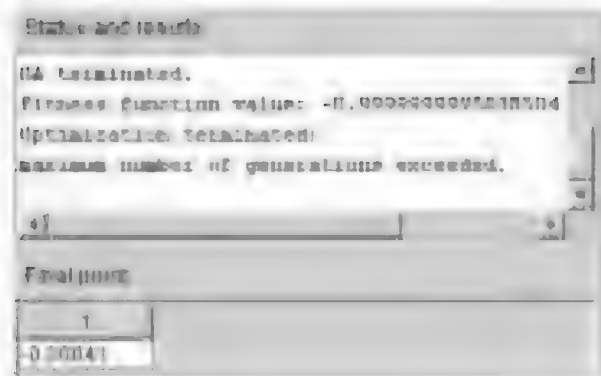 Status and results
GA terminated.
Fitness function value:
Optimization terminated:
maximum number of generations exceeded.
Final point
1